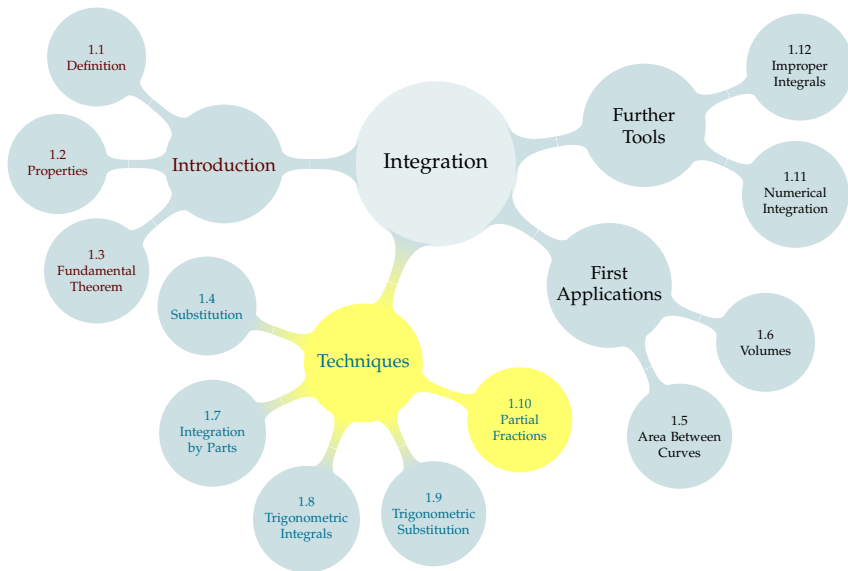 Integration
Introduction
1.1
Definition
1.2
Properties
1.3
Fundamental
Theorem
Techniques
1.4
Substitution
1.7
Integration
by Parts
1.8
Trigonometric
Integrals
1.9
Trigonometric
Substitution
1.10
Partial
Fractions
First
Applications
1.5
Area Between
Curves
1.6
Volumes
Further
Tools
1.11
Numerical
Integration
1.12
Improper
Integrals